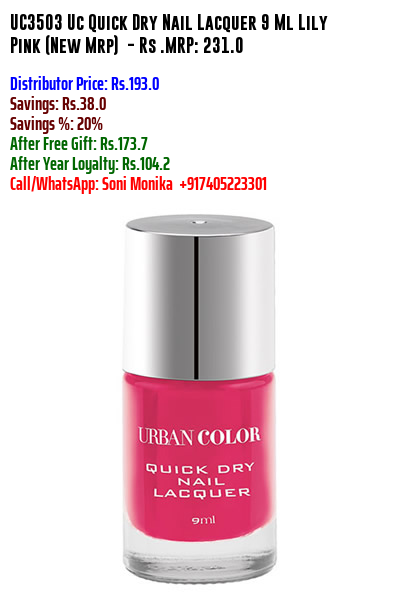 UC3503 Uc Quick Dry Nail Lacquer 9 Ml Lily
Pink (New Mrp) - Rs .MRP: 231.0
Distributor Price: Rs.193.0
Savings: Rs.38.0
Savings %: 20%
After Free Gift: Rs.173.7
After Year Loyalty: Rs.104.2
Call/WhatsApp: Soni Monika +917405223301
URBAN COLOR
QUICK DRY
NAIL
LACQUER
9ml